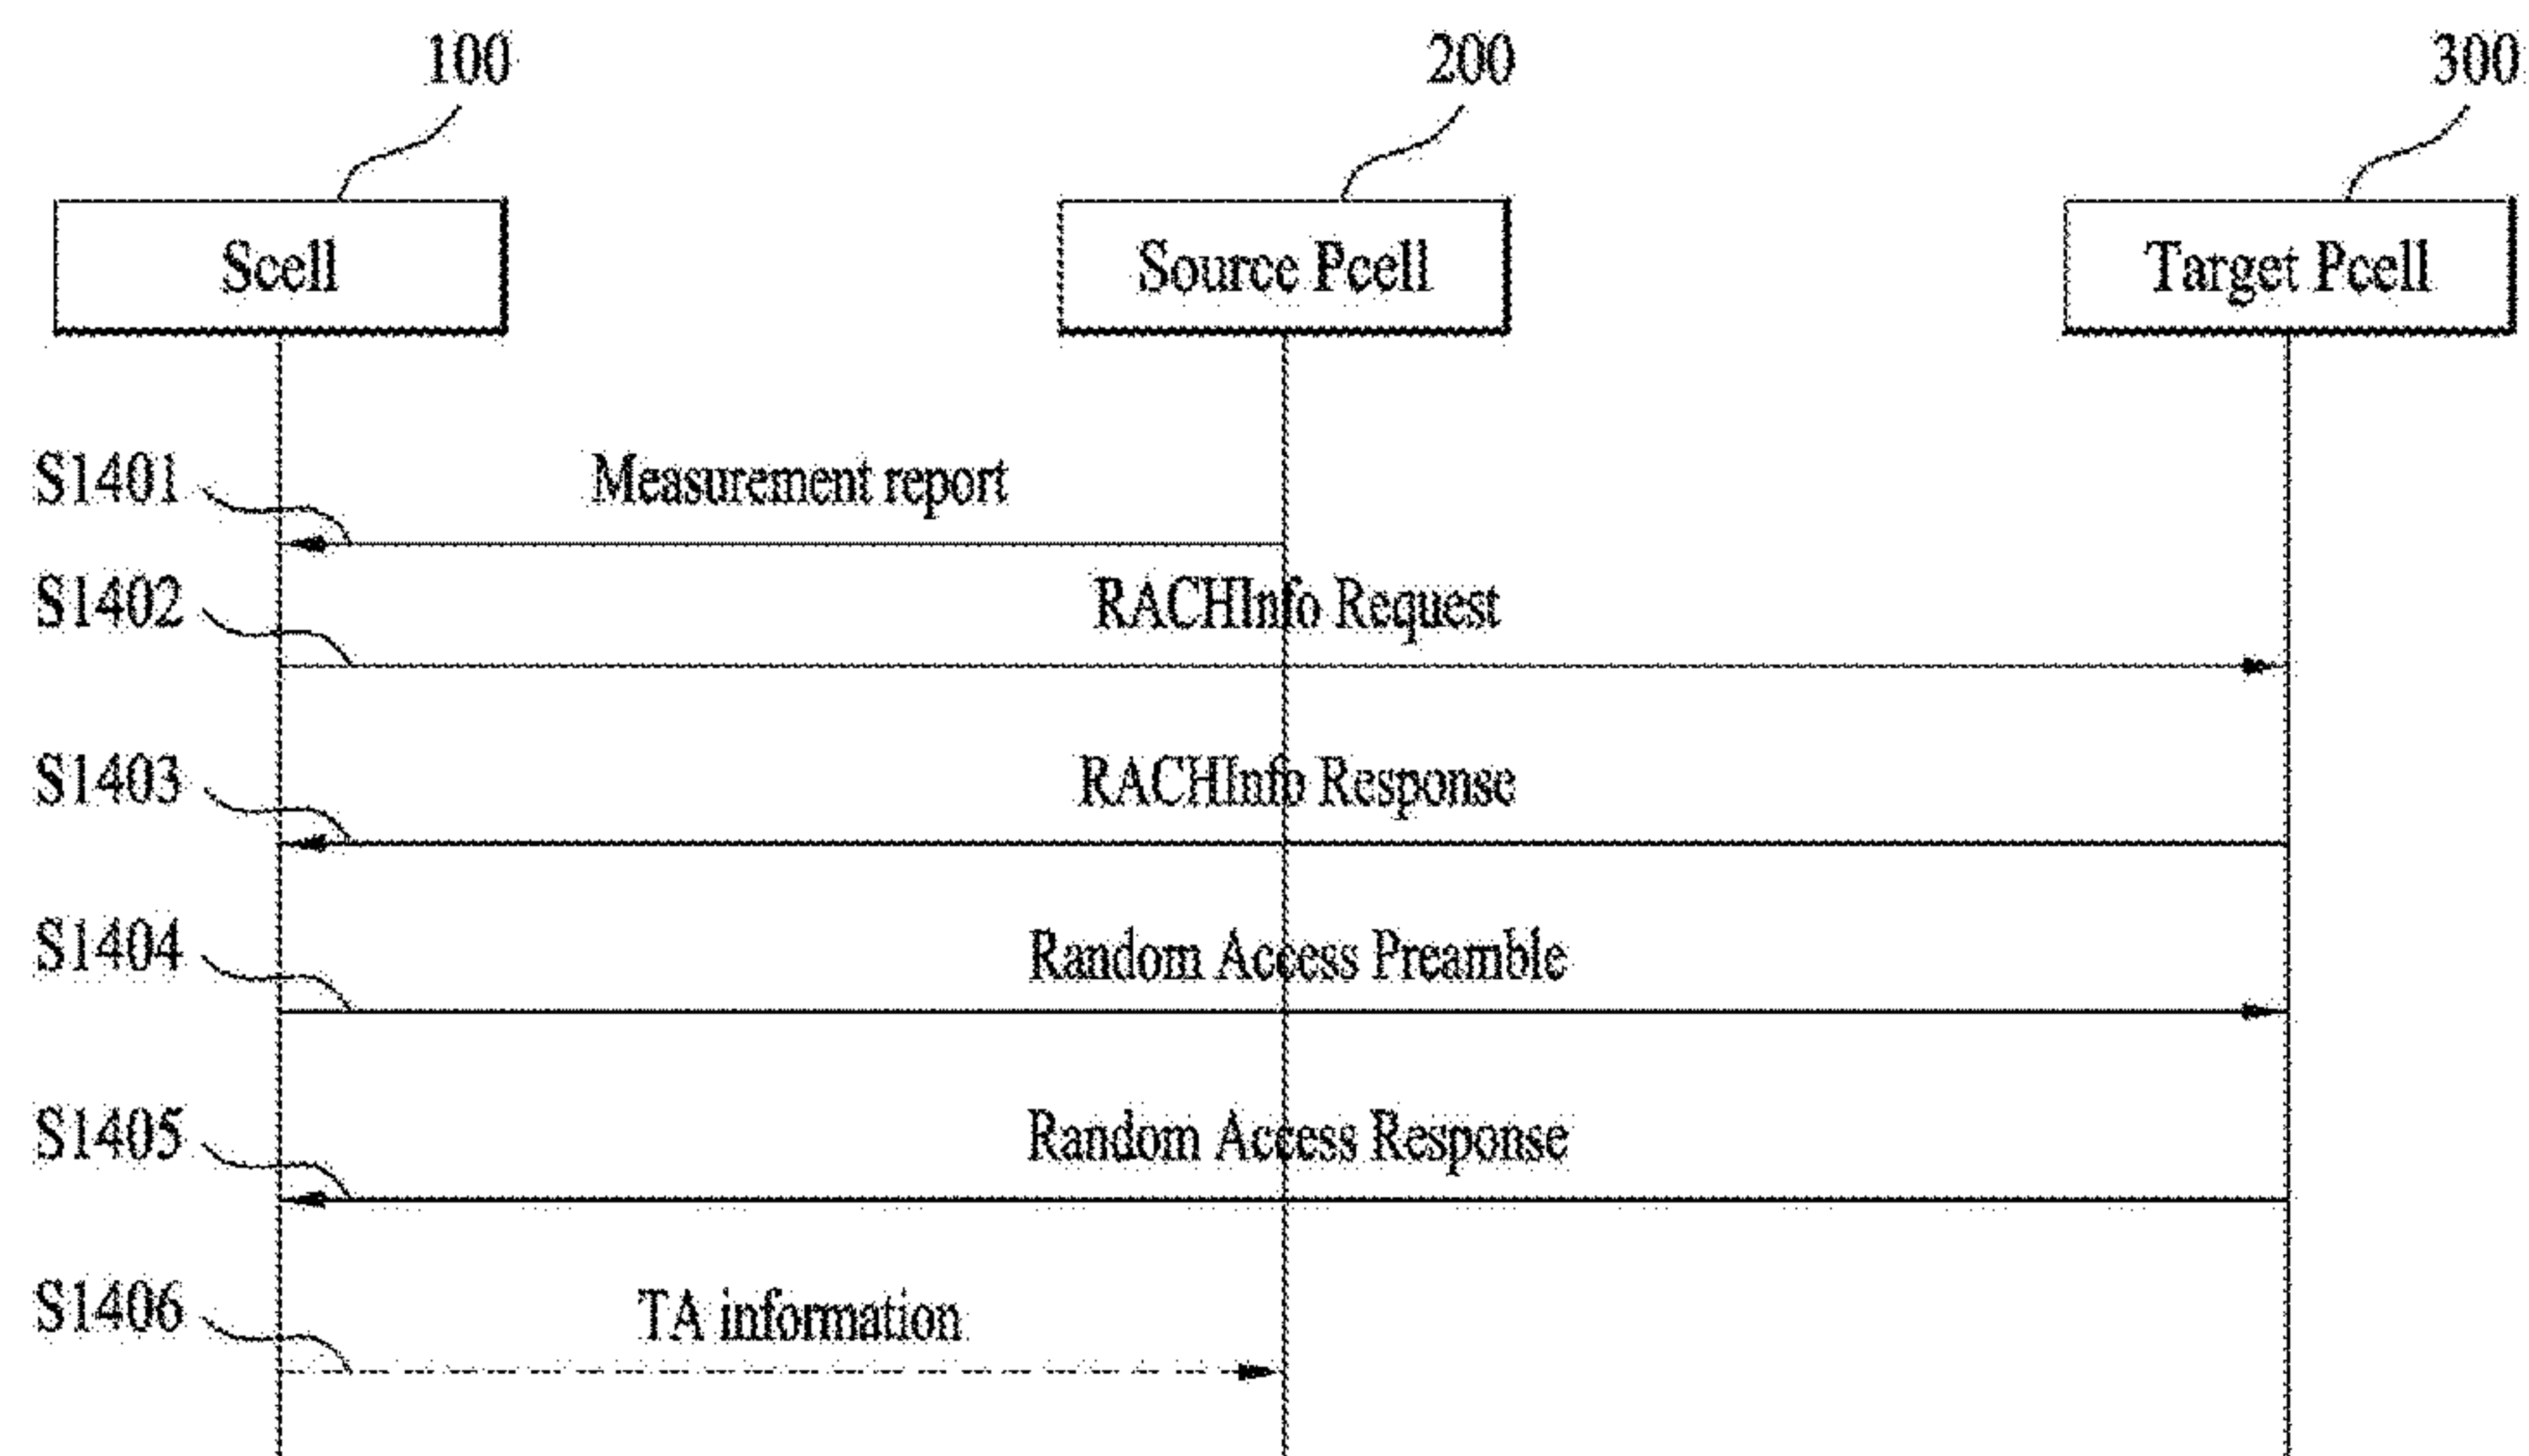 100
200
300
Scell
Source Pcell
Target Pcell
S1401
Measurement report
S1402
RACHInfo Request
S1403
RACHInfo Response
S1404
Random Access Preamble
S1405
Random Access Response
S1406
TA information